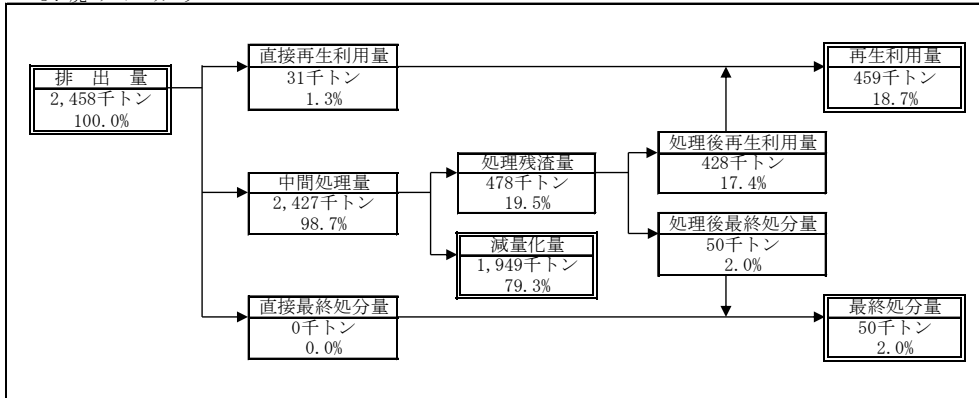 排 出 量
2,458千トン
100.0%
直接再生利用量
31千トン
1.3%
中間処理量
2,427千トン
98.7%
直接最終処分量
0千トン
0.0%
処理残渣量
478千トン
19.5%
減量化量
1,949千トン
79.3%
処理後再生利用量
428千トン
17.4%
処理後最終処分量
50千トン
2.0%
再生利用量
459千トン
18.7%
最終処分量
50千トン
2.0%